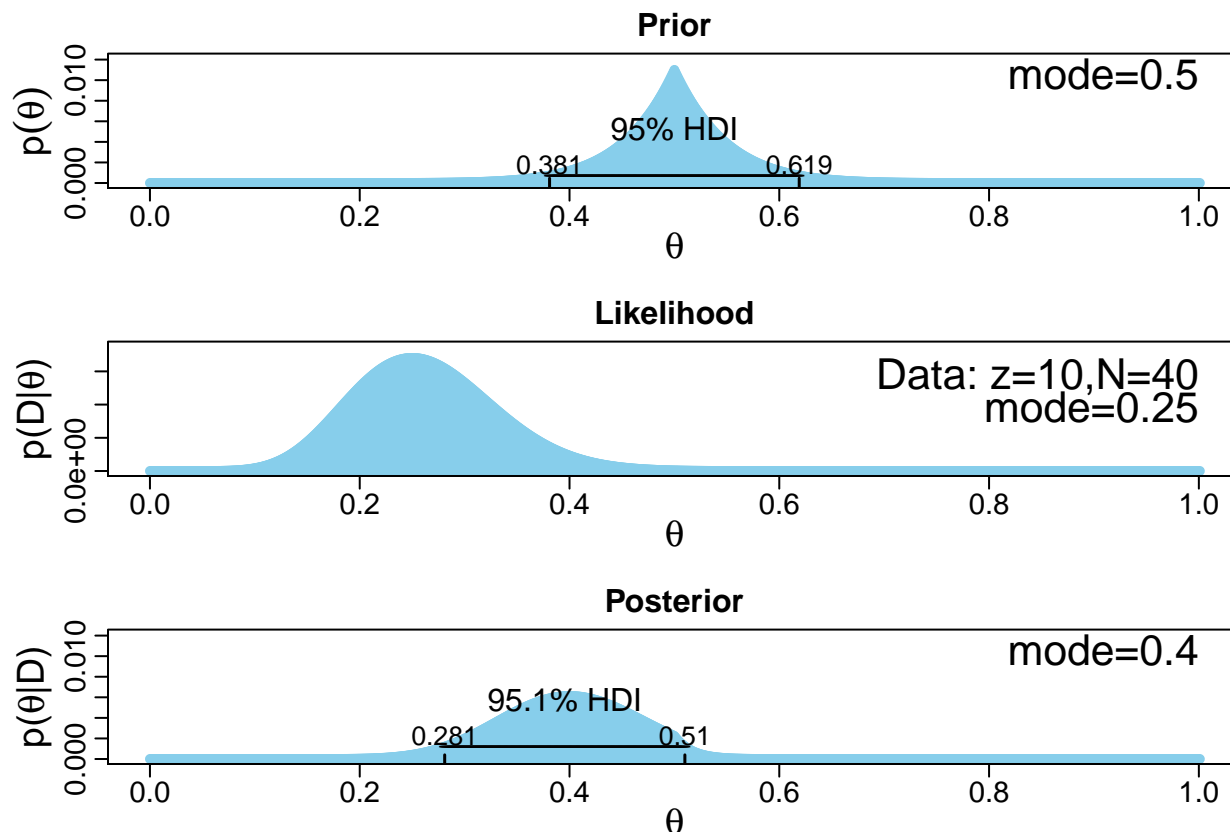 Prior
mode=0.5
p(θ)
0.010
0.000
95% HDI
0.381 0.619
0.0 0.2 0.4 0.6 0.8 1.0
θ
Likelihood
Data: z=10,N=40
mode=0.25
p(D|θ)
0.0e+00
0.0 0.2 0.4 0.6 0.8 1.0
θ
Posterior
mode=0.4
p(θ|D)
0.010
0.000
95.1% HDI
0.281 0.51
0.0 0.2 0.4 0.6 0.8 1.0
θ